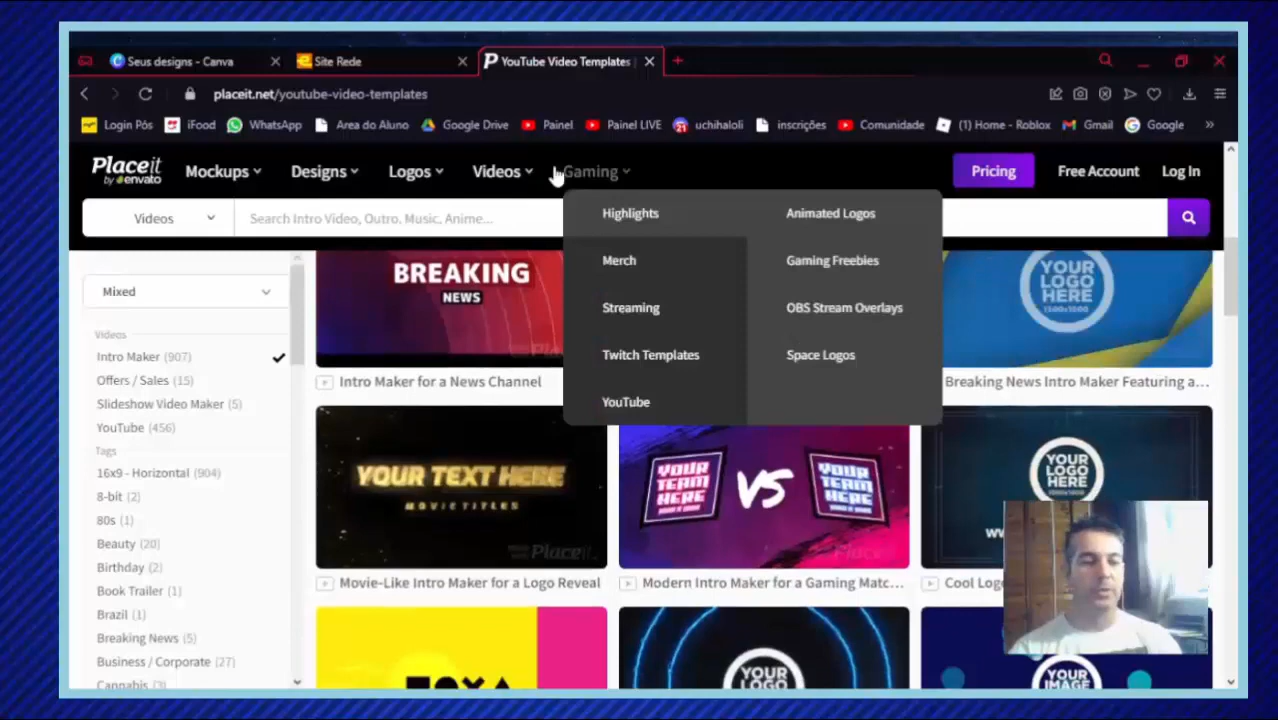 Seus designs - Canva
Site Rede
YouTube Video Templates
placeit.net/youtube-video-templates
Login Pós
iFood
WhatsApp
Area do Aluno
Google Drive
Painel
Painel LIVE
21
uchihaloli
inscrições
Comunidade
(1) Home - Roblox
Gmail
Google
Placeit
by envato
Mockups
Designs
Logos
Videos
Gaming
Pricing
Free Account
Log In
Videos
Search Intro Video, Outro, Music, Anime...
Highlights
Animated Logos
Merch
Gaming Freebies
Streaming
OBS Stream Overlays
Twitch Templates
Space Logos
YouTube
Mixed
Videos
Intro Maker (907)
Offers / Sales (15)
Slideshow Video Maker (5)
YouTube (456)
Tags
16x9 - Horizontal (904)
8-bit (2)
80s (1)
Beauty (20)
Birthday (2)
Book Trailer (1)
Brazil (1)
Breaking News (5)
Business / Corporate (27)
Cannabis (3)
BREAKING
NEWS
YOUR
LOGO
HERE
1500x1500
Intro Maker for a News Channel
Breaking News Intro Maker Featuring a...
YOUR TEXT HERE
MOVIE TITLES
Placeit
YOUR
TEAM
HERE
VS
YOUR
TEAM
HERE
Placeit
YOUR
LOGO
HERE
Movie-Like Intro Maker for a Logo Reveal
Modern Intro Maker for a Gaming Matc...
Cool Log
YOUR
LOGO
YOUR
IMAGE